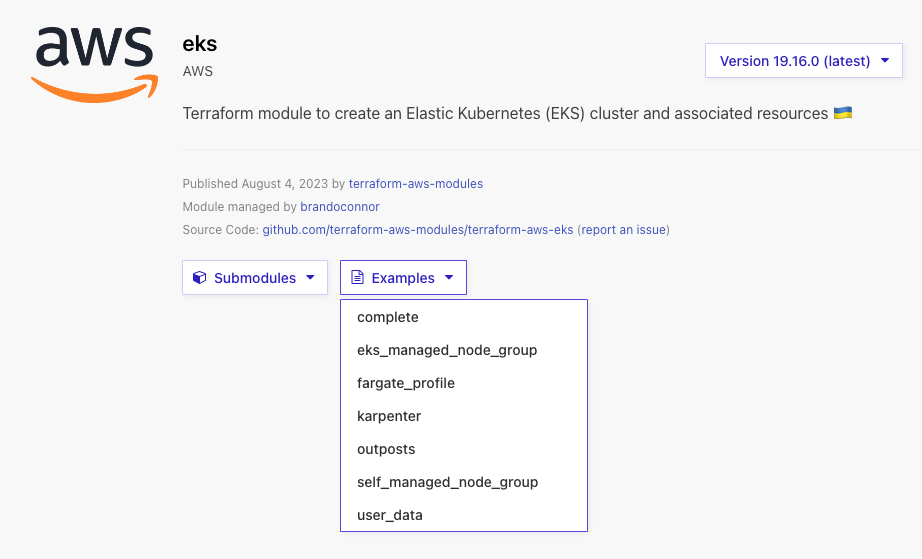 aws
eks
AWS
Version 19.16.0 (latest)
Terraform module to create an Elastic Kubernetes (EKS) cluster and associated resources 🇺🇦
Published August 4, 2023 by terraform-aws-modules
Module managed by brandoconnor
Source Code: github.com/terraform-aws-modules/terraform-aws-eks (report an issue)
Submodules
Examples
complete
eks_managed_node_group
fargate_profile
karpenter
outposts
self_managed_node_group
user_data